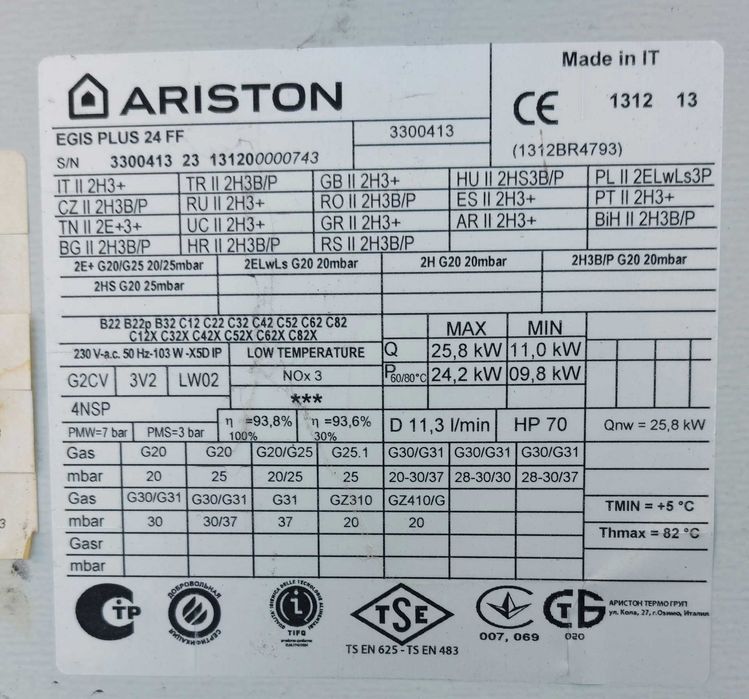 ARISTON
Made in IT
CE 1312 13
(1312BR4793)
EGIS PLUS 24 FF
3300413
S/N 3300413 23 131200000743
IT II 2H3+ TR II 2H3B/P GB II 2H3+ HU II 2HS3B/P PL II 2ELwLs3P
CZ II 2H3B/P RU II 2H3+ RO II 2H3B/P ES II 2H3+ PT II 2H3+
TN II 2E+3+ UC II 2H3+ GR II 2H3+ AR II 2H3+ BiH II 2H3B/P
BG II 2H3B/P HR II 2H3B/P RS II 2H3B/P
2E+ G20/G25 20/25mbar 2ELwLs G20 20mbar 2H G20 20mbar 2H3B/P G20 20mbar
2HS G20 25mbar
B22 B22p B32 C12 C22 C32 C42 C52 C62 C82
C12X C32X C42X C52X C62X C82X
MAX MIN
230 V-a.c. 50 Hz-103 W -X5D IP LOW TEMPERATURE Q 25,8 kW 11,0 kW
G2CV 3V2 LW02 NOx 3 P60/80°C 24,2 kW 09,8 kW
4NSP ***
PMW=7 bar PMS=3 bar η =93,8% 100% η =93,6% 30% D 11,3 l/min HP 70 Qnw = 25,8 kW
Gas G20 G20 G20/G25 G25.1 G30/G31 G30/G31 G30/G31
mbar 20 25 20/25 25 20-30/37 28-30/30 28-30/37
Gas G30/G31 G30/G31 G31 GZ310 GZ410/G
mbar 30 30/37 37 20 20
TMIN = +5 °C
Gasr
Thmax = 82 °C
mbar
СТР
ДОБРОВОЛЬНАЯ
СЕРТИФИКАЦИЯ
TIFQ
TSE
TS EN 625 - TS EN 483
007, 069
СТБ
020
АРИСТОН ТЕРМО ГРУП
ул. Кола, 27, г.Озимо, Италия